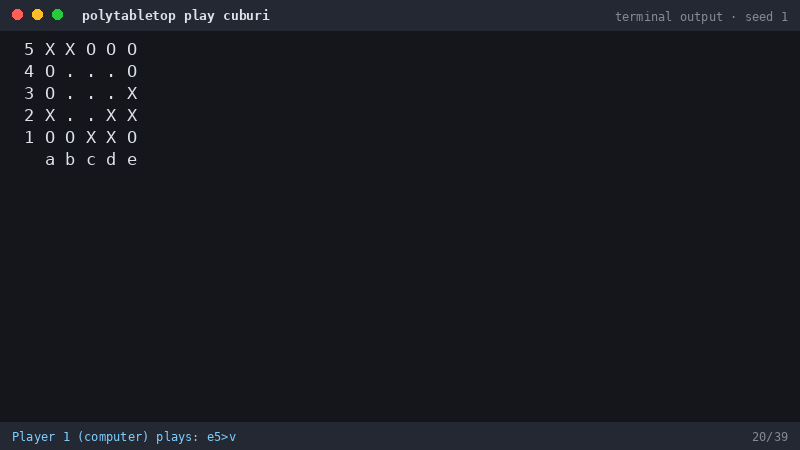 polytabletop play cuburi
terminal output · seed 1
5 X X O O O
4 O . . . O
3 O . . . X
2 X . . X X
1 O O X X O
a b c d e
Player 1 (computer) plays: e5>v
20/39